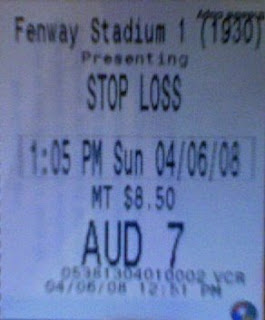 Fenway Stadium 1 (1930)
Presenting
STOP LOSS
1:05 PM Sun 04/06/08
MT $8.50
AUD 7
05381304010002 VCR
04/06/08 12:51 PM